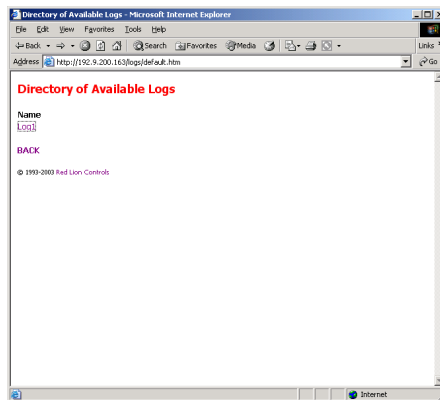 Directory of Available Logs - Microsoft Internet Explorer
File Edit View Favorites Tools Help
Back Search Favorites Media Links
Address http://192.9.200.163/logs/default.htm Go
Directory of Available Logs
Name
Log1
BACK
© 1993-2003 Red Lion Controls
Internet